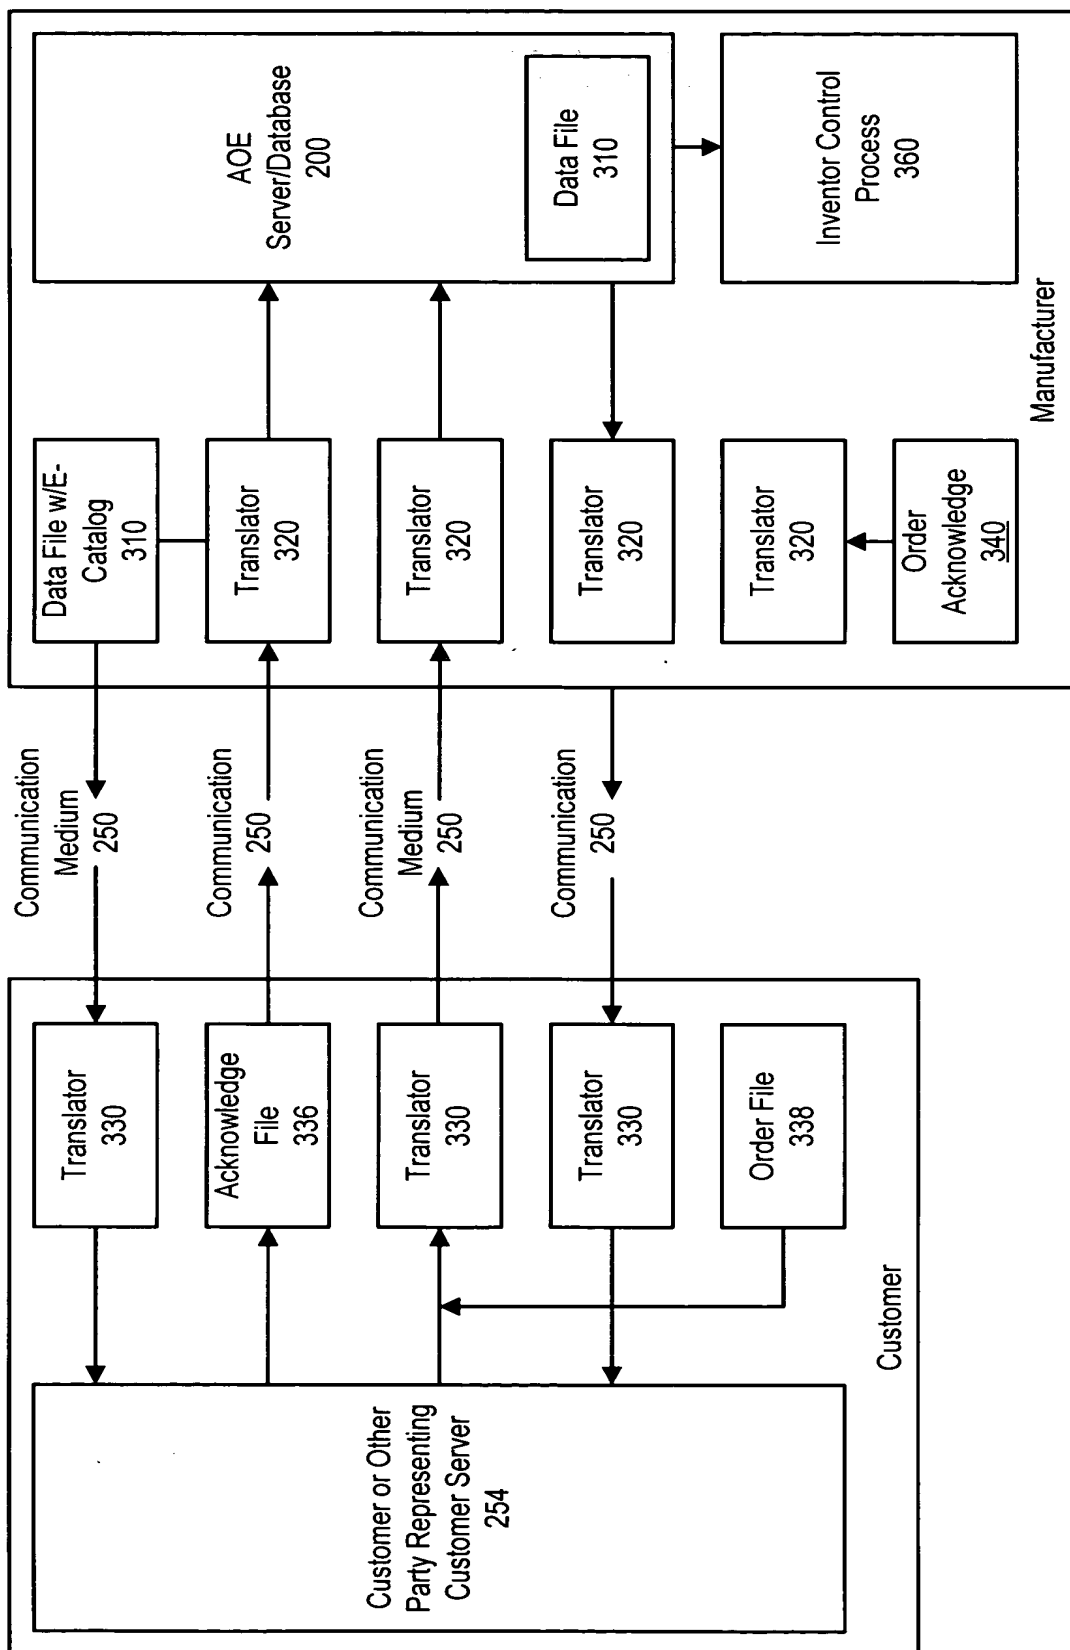 Customer or Other
Party Representing
Customer Server
254
Translator
330
Acknowledge
File
336
Translator
330
Translator
330
Order File
338
Customer
Communication
Medium
250
Communication
250
Communication
Medium
250
Communication
250
Data File w/E-
Catalog
310
Translator
320
Translator
320
Translator
320
Translator
320
Order
Acknowledge
340
AOE
Server/Database
200
Data File
310
Inventor Control
Process
360
Manufacturer